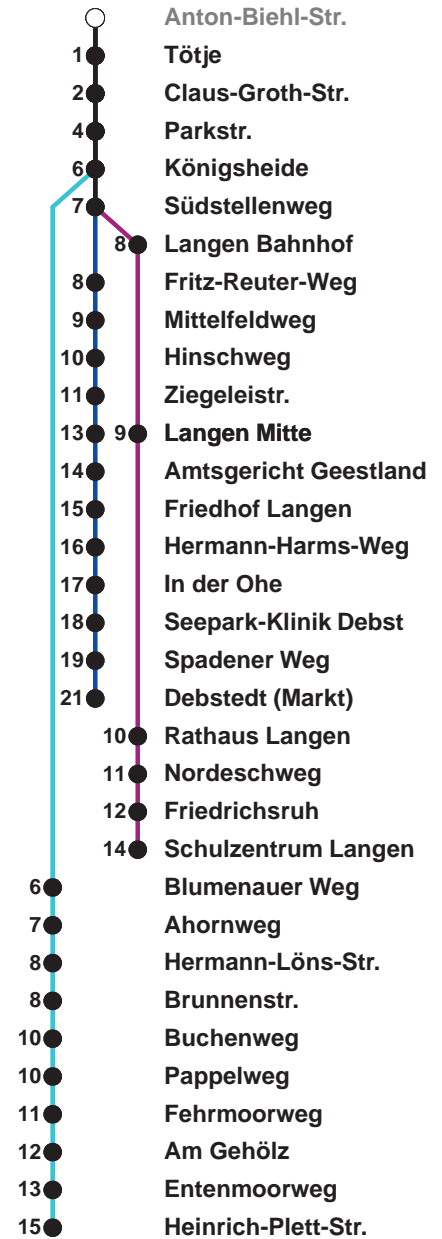 Anton-Biehl-Str.
1 Tötje
2 Claus-Groth-Str.
4 Parkstr.
6 Königsheide
7 Südstellenweg
8 Langen Bahnhof
8 Fritz-Reuter-Weg
9 Mittelfeldweg
10 Hinschweg
11 Ziegeleistr.
13 9 Langen Mitte
14 Amtsgericht Geestland
15 Friedhof Langen
16 Hermann-Harms-Weg
17 In der Ohe
18 Seepark-Klinik Debst
19 Spadener Weg
21 Debstedt (Markt)
10 Rathaus Langen
11 Nordeschweg
12 Friedrichsruh
14 Schulzentrum Langen
6 Blumenauer Weg
7 Ahornweg
8 Hermann-Löns-Str.
8 Brunnenstr.
10 Buchenweg
10 Pappelweg
11 Fehrmoorweg
12 Am Gehölz
13 Entenmoorweg
15 Heinrich-Plett-Str.